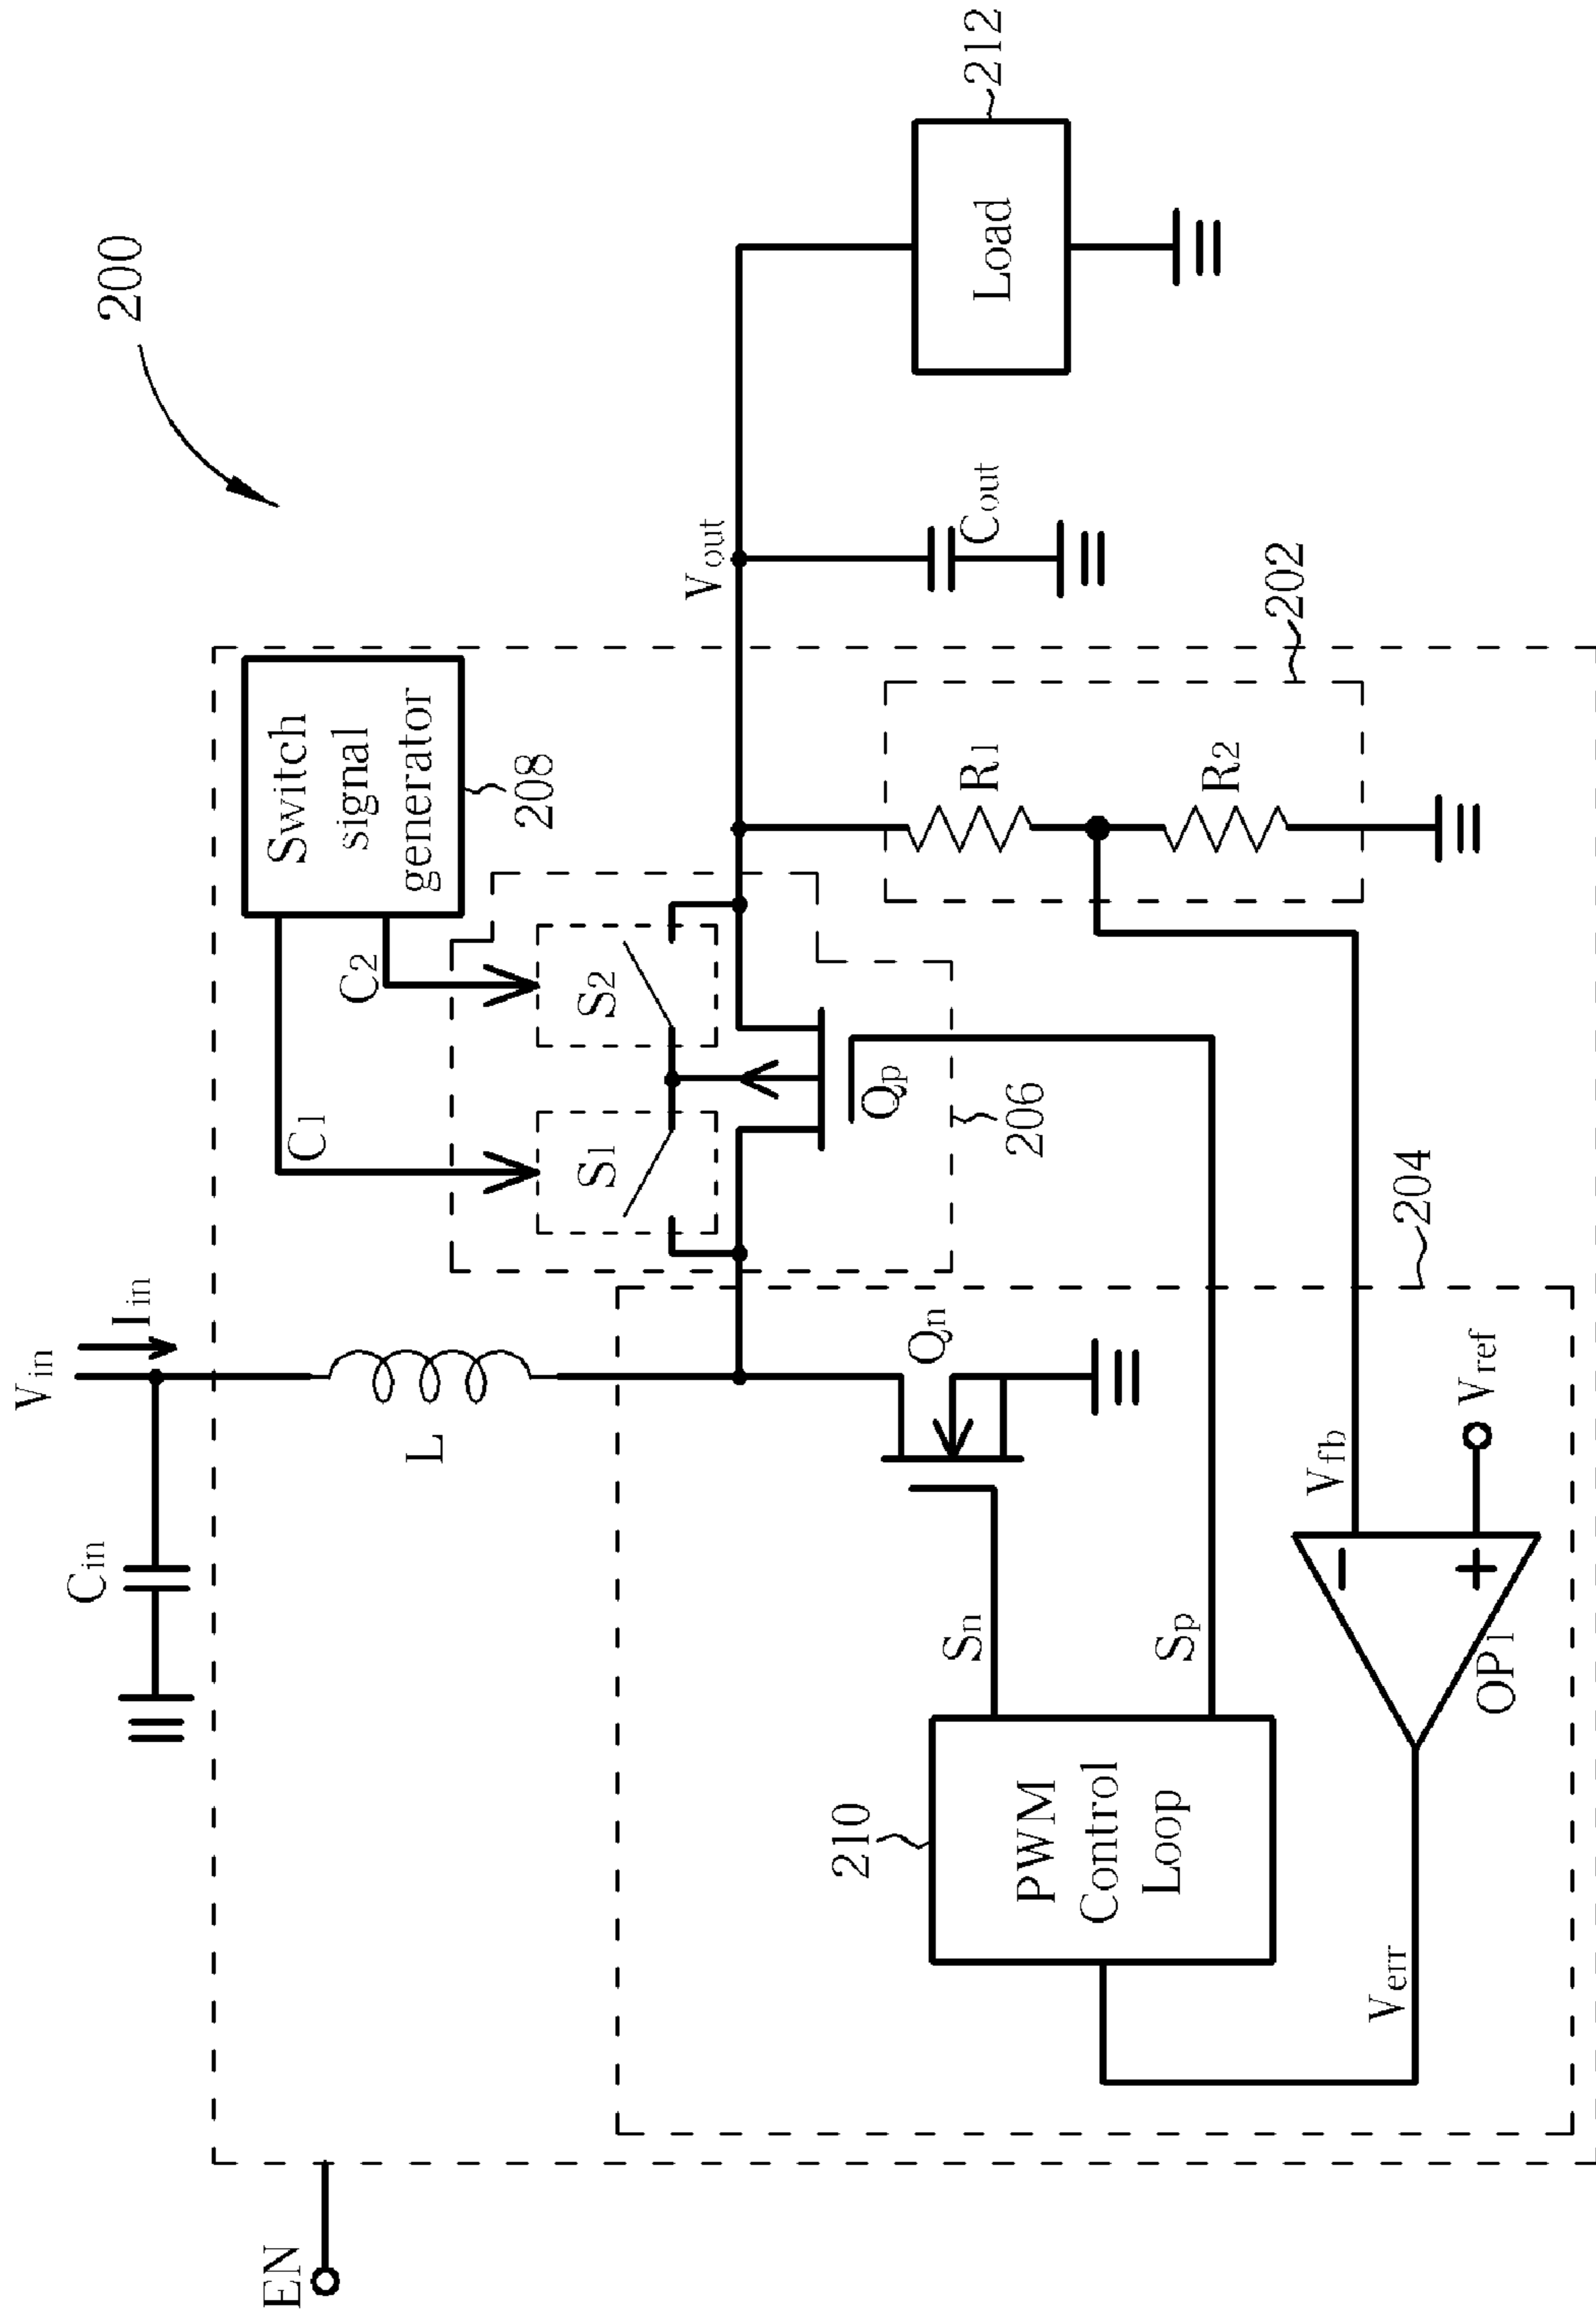 200
Vin
Iin
Cin
L
EN
Switch
signal
generator
208
C1
C2
S1
S2
Qp
206
Vout
Cout
Load
212
R1
R2
202
Qn
204
Sn
Sp
210
PWM
Control
Loop
Vfb
Vref
−
+
OP1
Verr